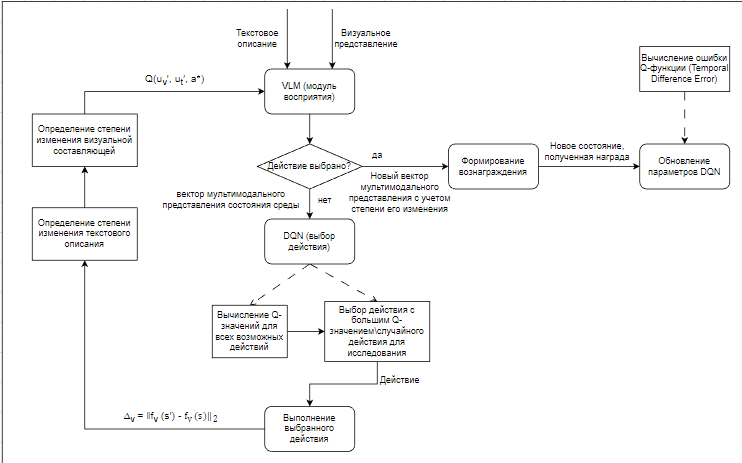 Текстовое
описание
Визуальное
представление
Вычисление ошибки
Q-функции (Temporal
Difference Error)
Q(uᵥ', uₜ', a*)
VLM (модуль
восприятия)
Определение степени
изменения визуальной
составляющей
Действие выбрано?
да
Формирование
вознаграждения
Новое состояние,
полученная награда
Обновление
параметров DQN
Новый вектор
мультимодального
представления с учетом
степени его изменения
вектор мультимодального
представления состояния среды
нет
Определение степени
изменения текстового
описания
DQN (выбор
действия)
Вычисление Q-
значений для
всех возможных
действий
Выбор действия с
большим Q-
значением\случайного
действия для
исследования
Действие
Δᵥ = ||fᵥ (s') - fᵥ (s)||₂
Выполнение
выбранного
действия